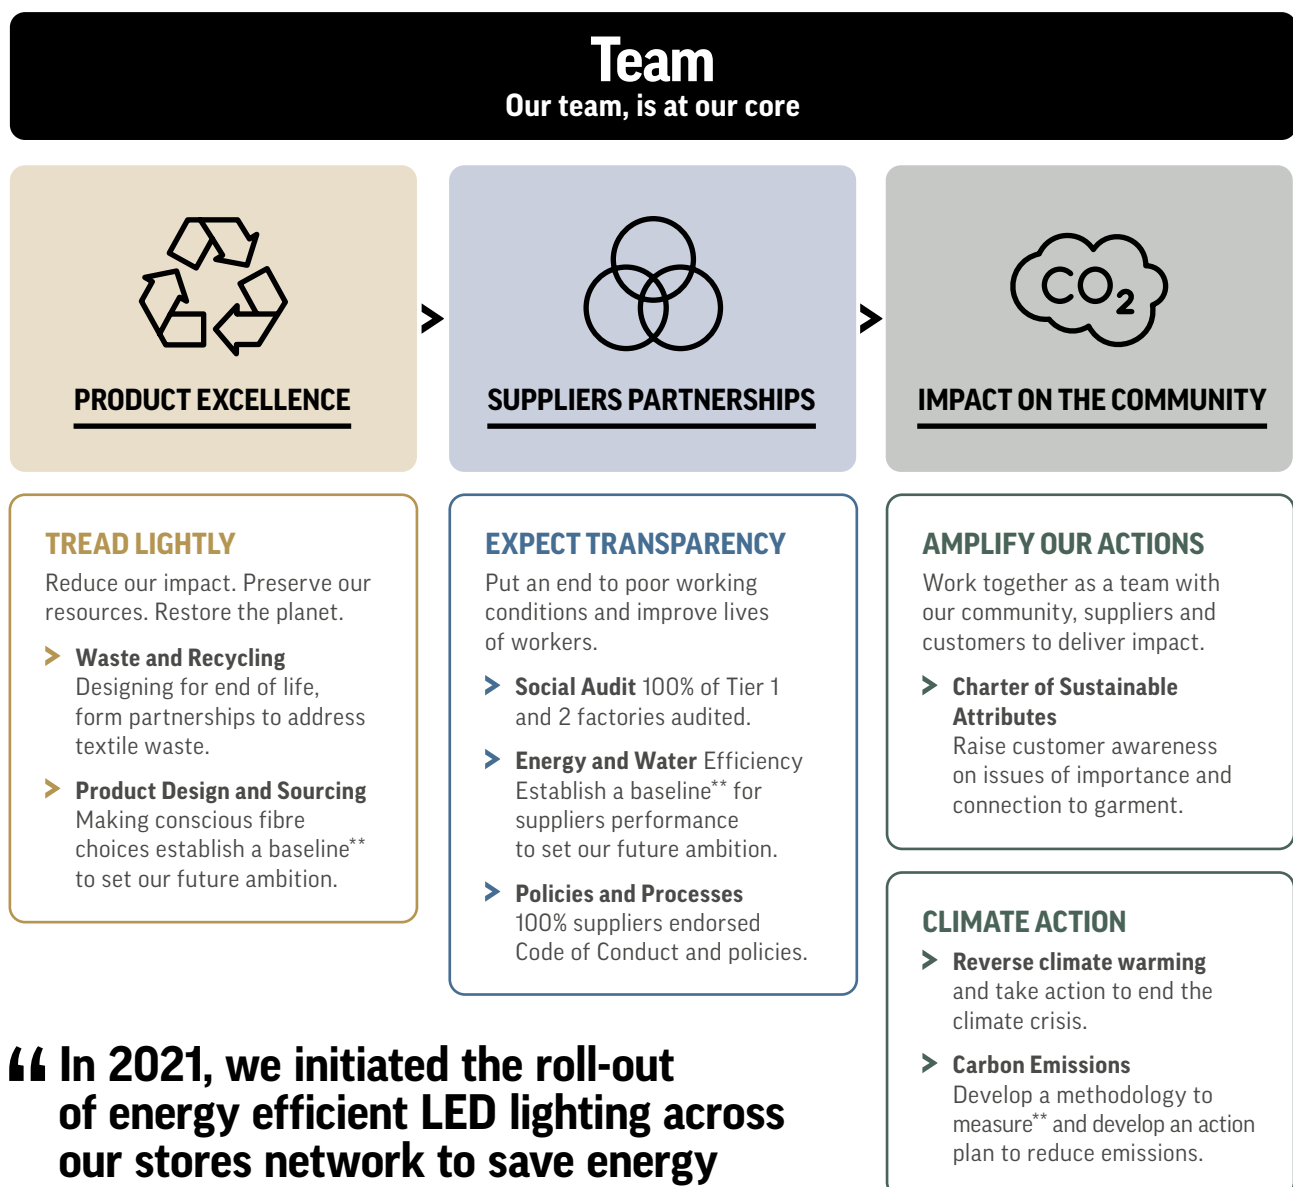 Team
Our team, is at our core
PRODUCT EXCELLENCE
SUPPLIERS PARTNERSHIPS
CO2
IMPACT ON THE COMMUNITY
TREAD LIGHTLY
Reduce our impact. Preserve our
resources. Restore the planet.
Waste and Recycling
Designing for end of life,
form partnerships to address
textile waste.
Product Design and Sourcing
Making conscious fibre
choices establish a baseline**
to set our future ambition.
EXPECT TRANSPARENCY
Put an end to poor working
conditions and improve lives
of workers.
Social Audit 100% of Tier 1
and 2 factories audited.
Energy and Water Efficiency
Establish a baseline** for
suppliers performance
to set our future ambition.
Policies and Processes
100% suppliers endorsed
Code of Conduct and policies.
AMPLIFY OUR ACTIONS
Work together as a team with
our community, suppliers and
customers to deliver impact.
Charter of Sustainable
Attributes
Raise customer awareness
on issues of importance and
connection to garment.
CLIMATE ACTION
Reverse climate warming
and take action to end the
climate crisis.
Carbon Emissions
Develop a methodology to
measure** and develop an action
plan to reduce emissions.
“ In 2021, we initiated the roll-out
of energy efficient LED lighting across
our stores network to save energy